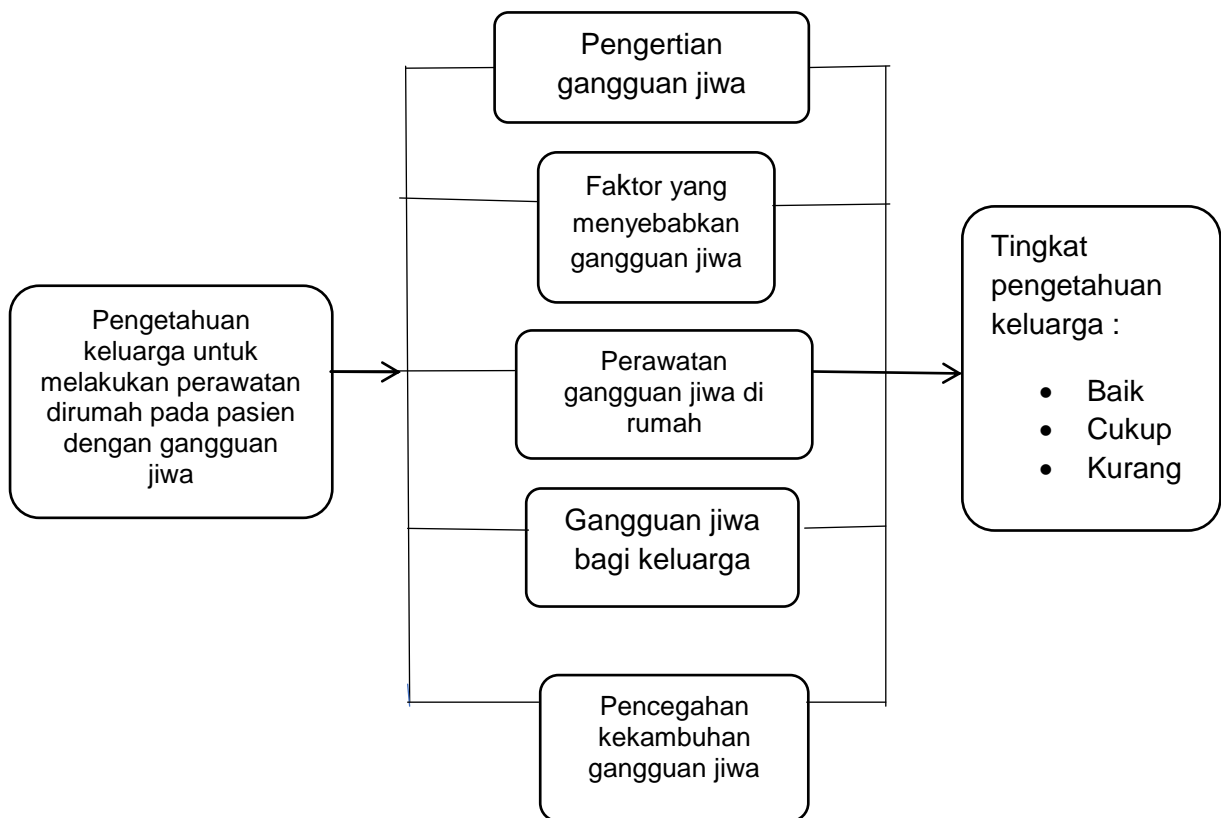 Pengetahuan
keluarga untuk
melakukan perawatan
dirumah pada pasien
dengan gangguan
jiwa
Pengertian
gangguan jiwa
Faktor yang
menyebabkan
gangguan jiwa
Perawatan
gangguan jiwa di
rumah
Gangguan jiwa
bagi keluarga
Pencegahan
kekambuhan
gangguan jiwa
Tingkat
pengetahuan
keluarga :
• Baik
• Cukup
• Kurang